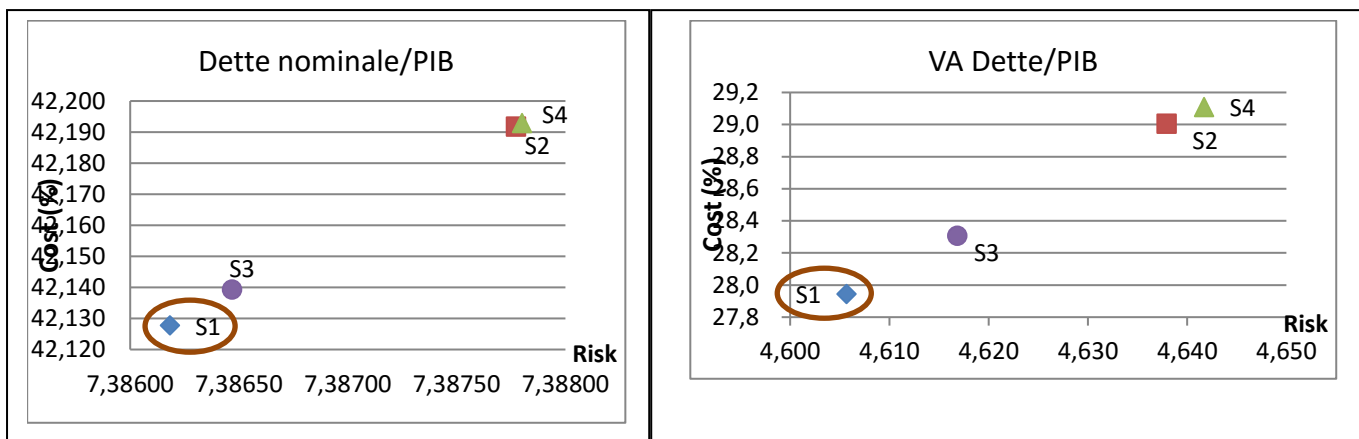 Dette nominale/PIB
42,200
42,190
42,180
42,170
42,160
42,150
42,140
42,130
42,120
Cost (%)
S4
S2
S3
S1
Risk
7,38600 7,38650 7,38700 7,38750 7,38800
VA Dette/PIB
29,2
29,0
28,8
28,6
28,4
28,2
28,0
27,8
Cost (%)
S4
S2
S3
S1
Risk
4,600 4,610 4,620 4,630 4,640 4,650